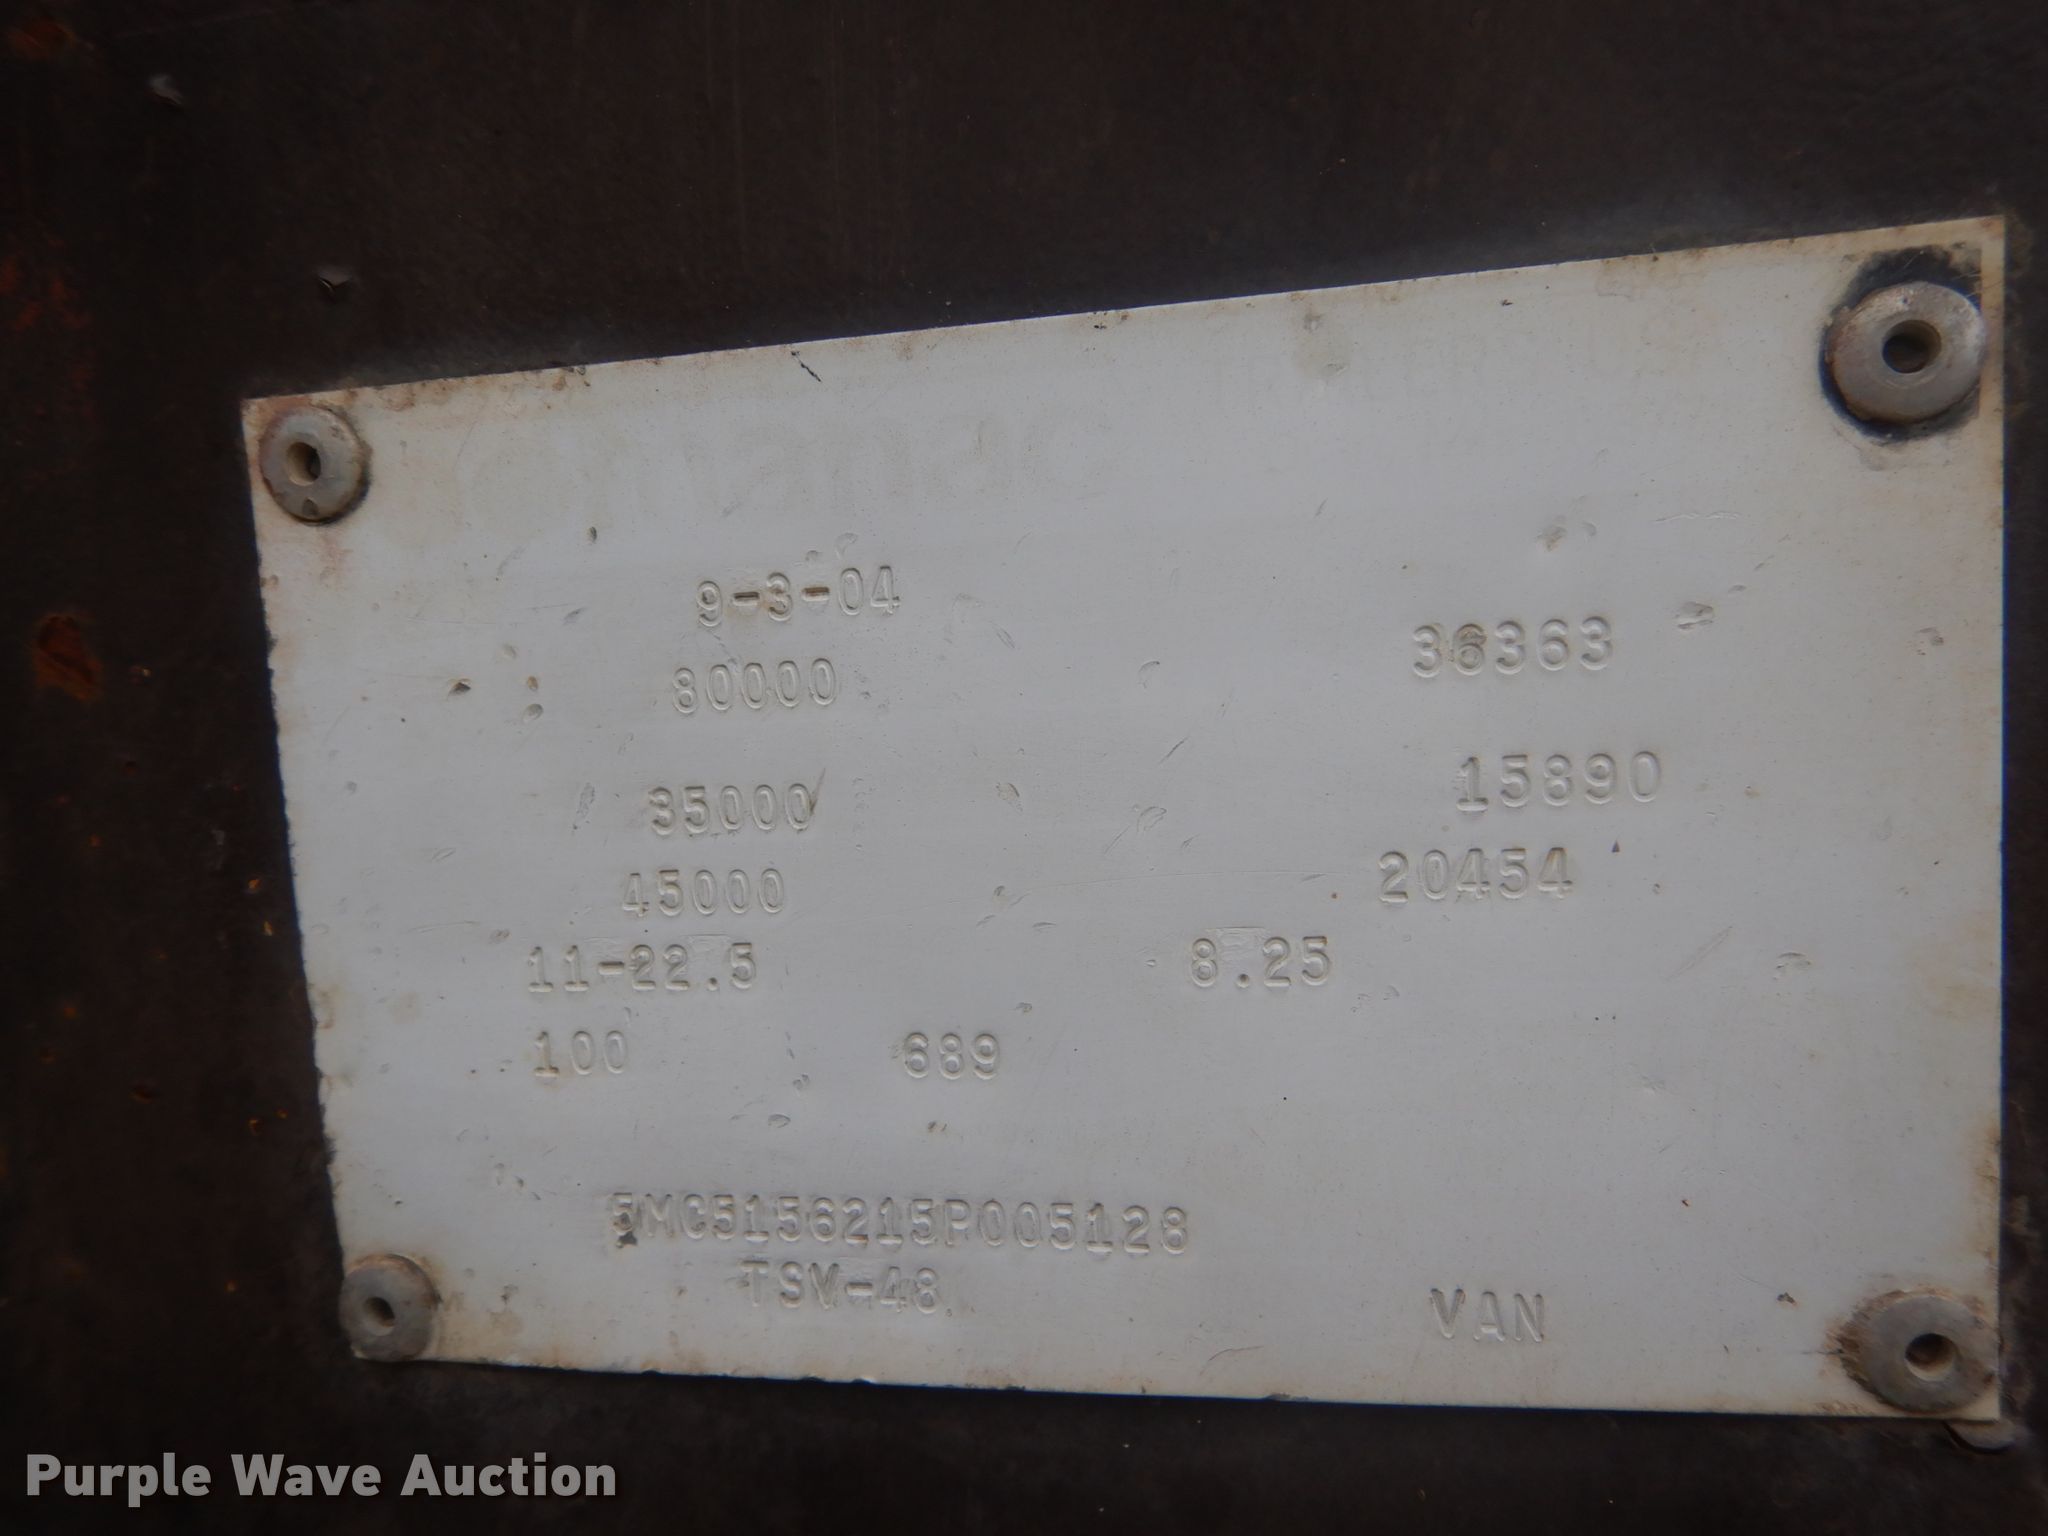 9-3-04
80000 36363
35000 15890
45000 20454
11-22.5 8.25
100 689
5MC5156215P005128
TSV-48
VAN
Purple Wave Auction